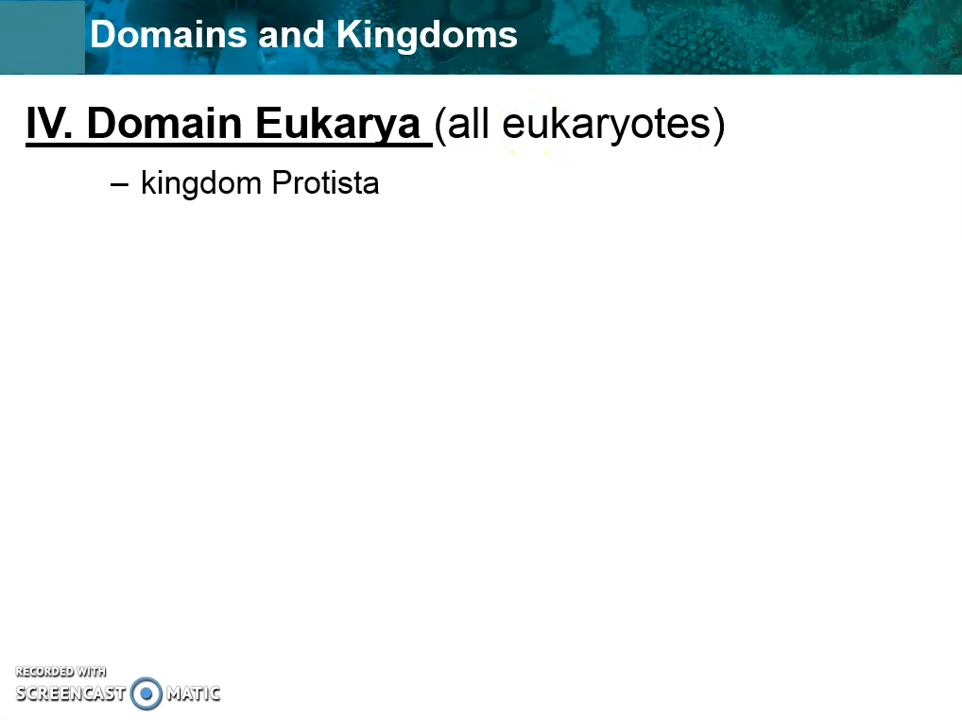 Domains and Kingdoms
IV. Domain Eukarya (all eukaryotes)
– kingdom Protista
RECORDED WITH
SCREENCAST MATIC